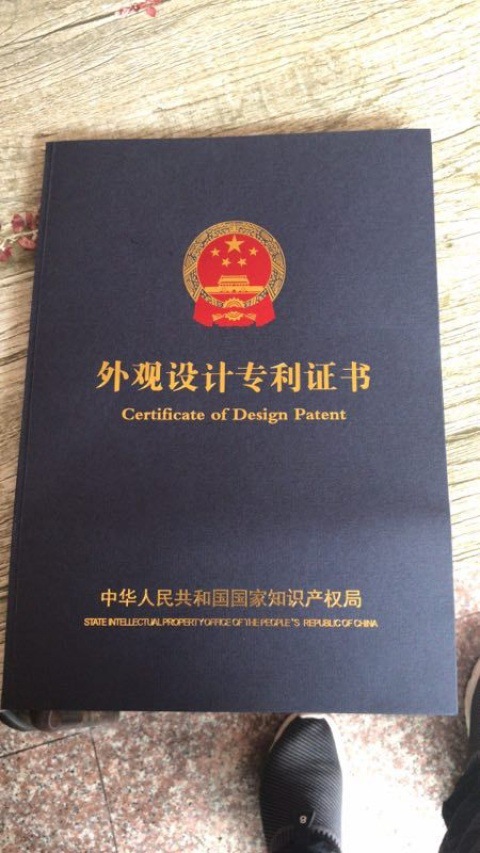 外观设计专利证书
Certificate of Design Patent
中华人民共和国国家知识产权局
STATE INTELLECTUAL PROPERTY OFFICE OF THE PEOPLE 'S REPUBLIC OF CHINA